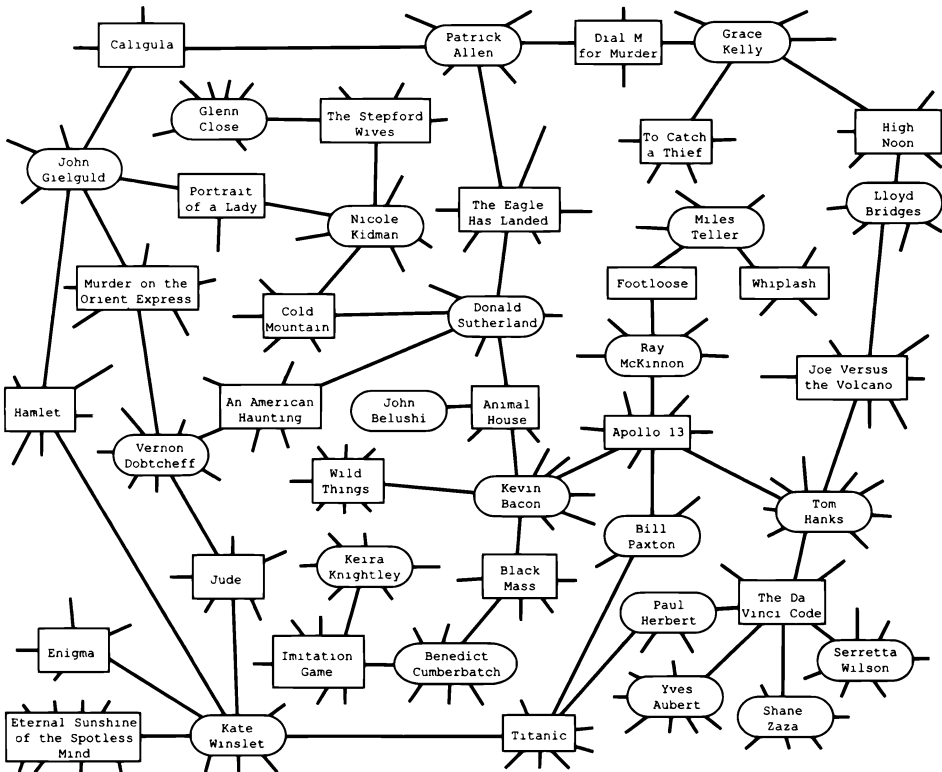 Caligula
Patrick
Allen
Dial M
for Murder
Grace
Kelly
Glenn
Close
The Stepford
Wives
To Catch
a Thief
High
Noon
John
Gielguld
Portrait
of a Lady
Nicole
Kidman
The Eagle
Has Landed
Miles
Teller
Lloyd
Bridges
Murder on the
Orient Express
Cold
Mountain
Donald
Sutherland
Footloose
Whiplash
Ray
McKinnon
Joe Versus
the Volcano
Hamlet
An American
Haunting
John
Belushi
Animal
House
Apollo 13
Vernon
Dobtcheff
Wild
Things
Kevin
Bacon
Tom
Hanks
Bill
Paxton
Jude
Keira
Knightley
Black
Mass
Paul
Herbert
The Da
Vinci Code
Enigma
Imitation
Game
Benedict
Cumberbatch
Serretta
Wilson
Yves
Aubert
Shane
Zaza
Eternal Sunshine
of the Spotless
Mind
Kate
Winslet
Titanic